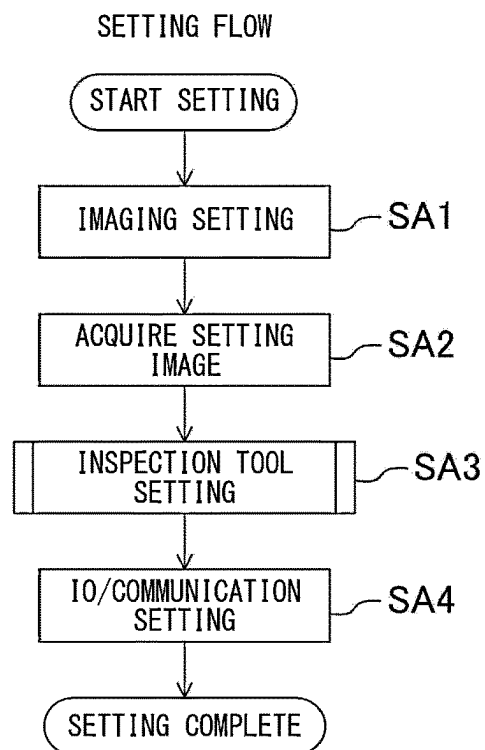 SETTING FLOW
START SETTING
IMAGING SETTING
SA1
ACQUIRE SETTING
IMAGE
SA2
INSPECTION TOOL
SETTING
SA3
IO/COMMUNICATION
SETTING
SA4
SETTING COMPLETE